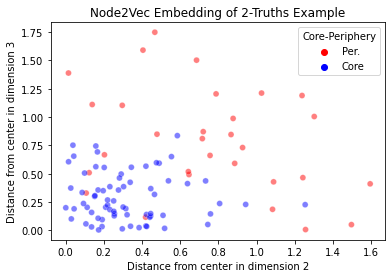 Node2Vec Embedding of 2-Truths Example
Core-Periphery
Per.
Core
Distance from center in dimension 3
1.75
1.50
1.25
1.00
0.75
0.50
0.25
0.00
0.0 0.2 0.4 0.6 0.8 1.0 1.2 1.4 1.6
Distance from center in dimension 2